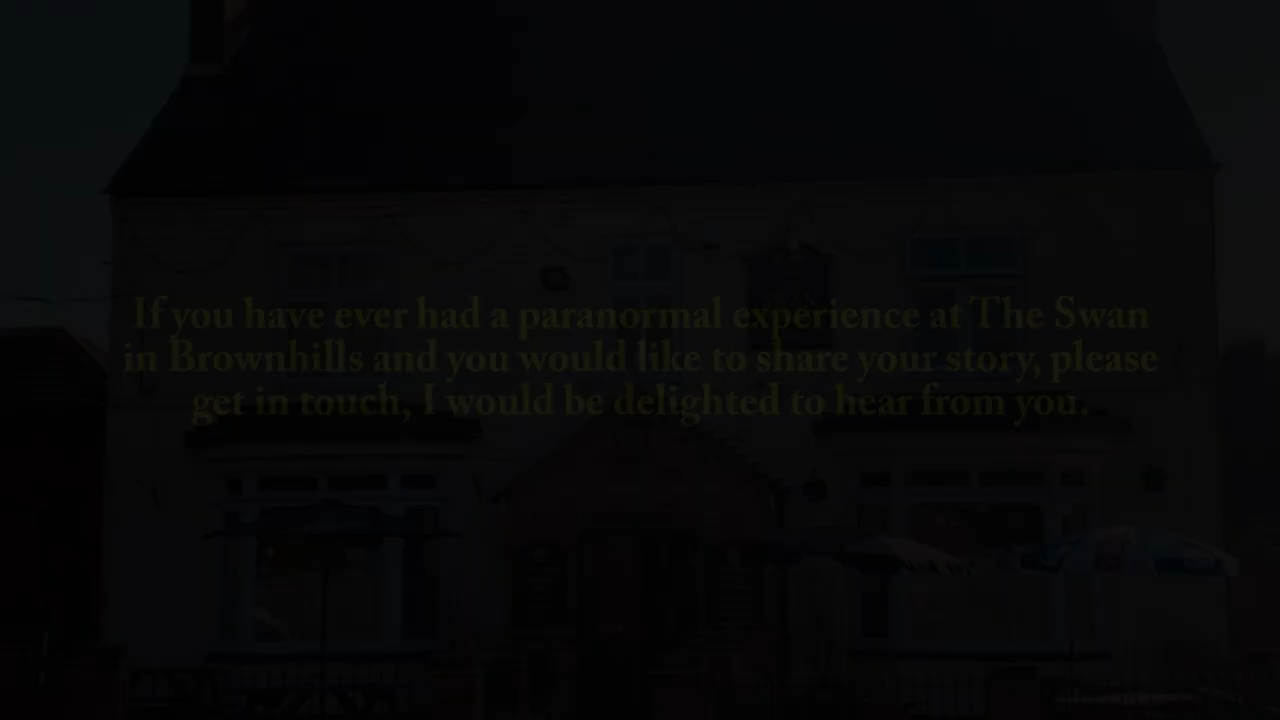 If you have ever had a paranormal experience at The Swan
in Brownhills and you would like to share your story, please
get in touch, I would be delighted to hear from you.